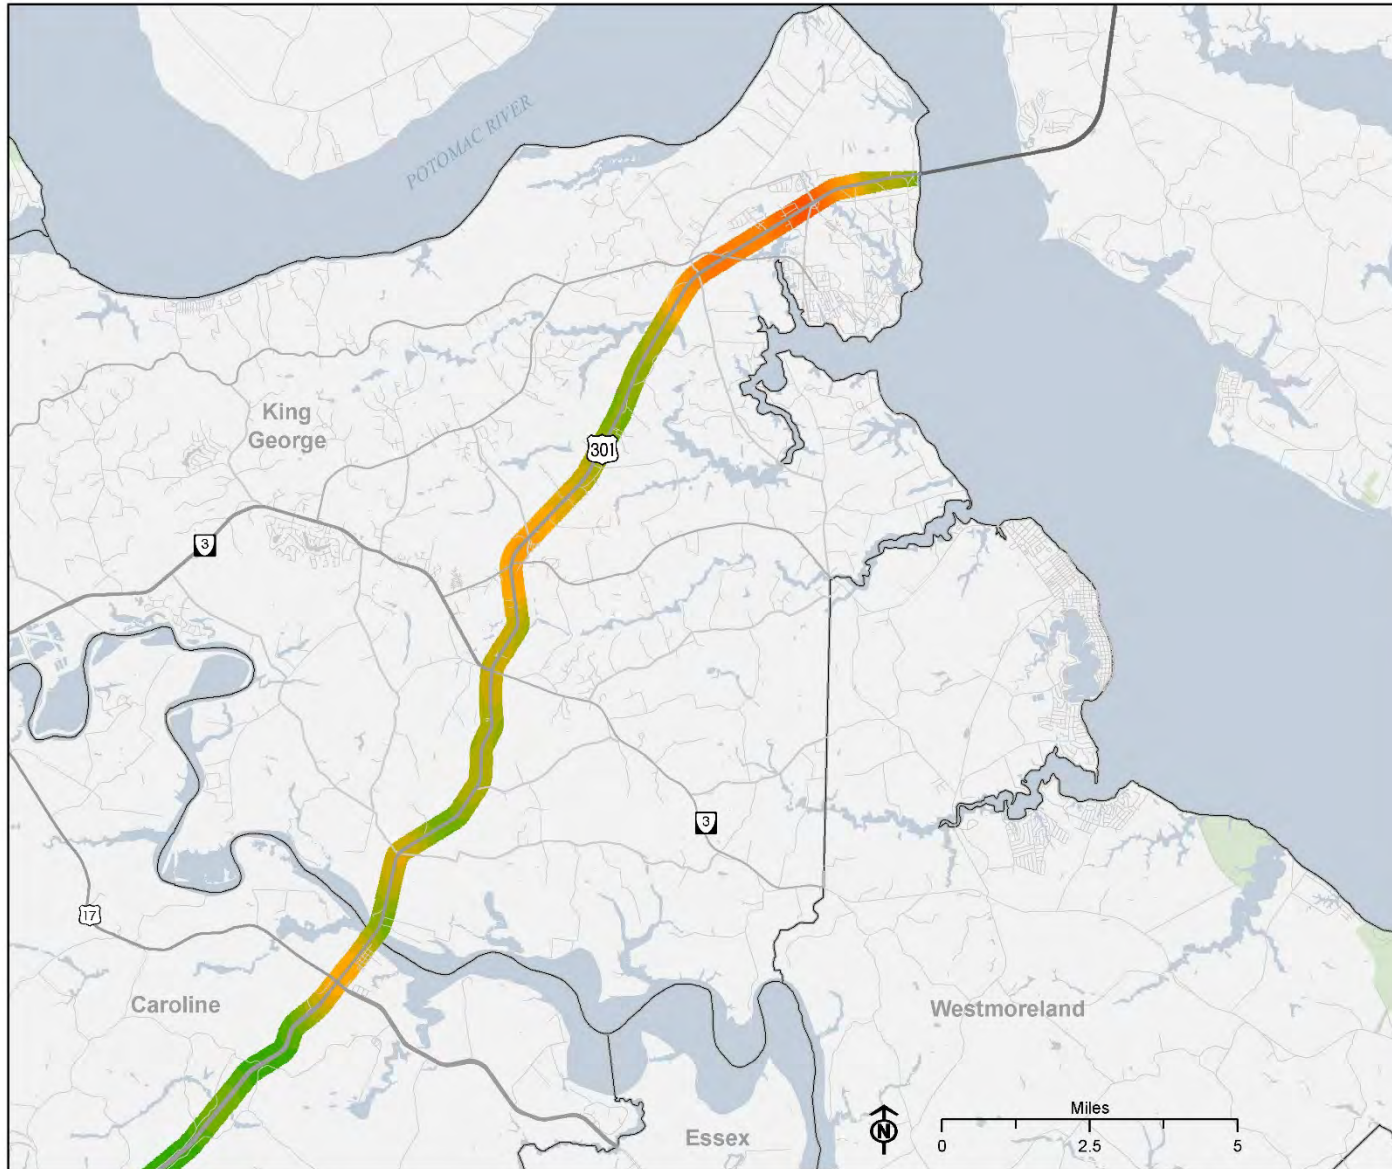 POTOMAC RIVER
King
George
301
3
3
17
Caroline
Westmoreland
Essex
Miles
N
0
2.5
5